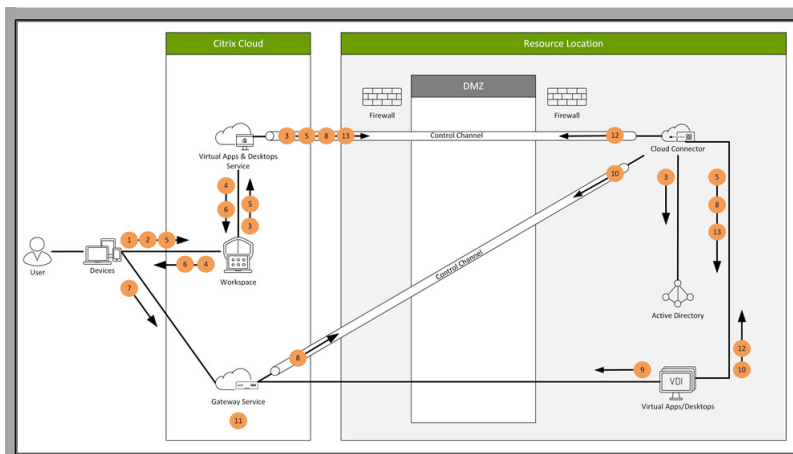 Citrix Cloud
Resource Location
DMZ
Firewall
Firewall
3 5 8 13
Control Channel
12
Virtual Apps & Desktops
Service
Cloud Connector
4
6
5
3
10
3
5
8
13
1 2 5
User
Devices
6 4
Workspace
Control Channel
7
Active Directory
8
12
10
9
VDI
Gateway Service
Virtual Apps/Desktops
11